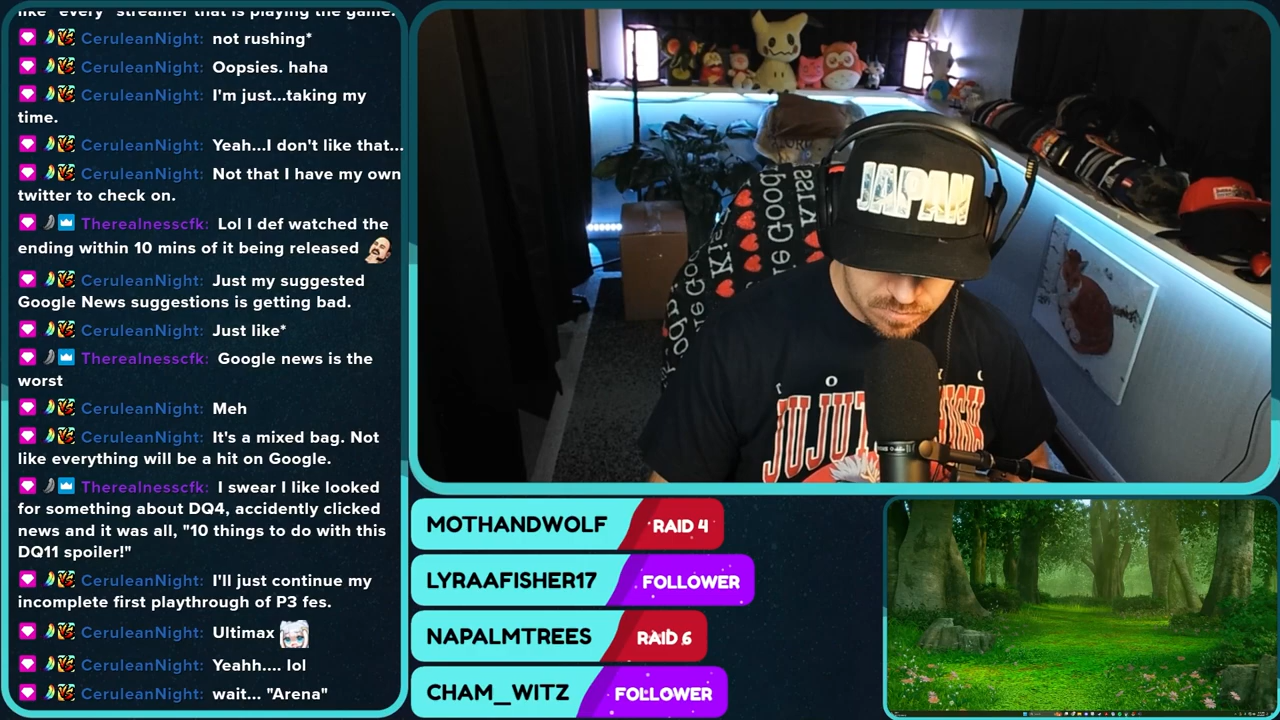 like *every* streamer that is playing the game.
CeruleanNight: not rushing*
CeruleanNight: Oopsies. haha
CeruleanNight: I'm just...taking my
time.
CeruleanNight: Yeah...I don't like that...
CeruleanNight: Not that I have my own
twitter to check on.
Therealnesscfk: Lol I def watched the
ending within 10 mins of it being released
CeruleanNight: Just my suggested
Google News suggestions is getting bad.
CeruleanNight: Just like*
Therealnesscfk: Google news is the
worst
CeruleanNight: Meh
CeruleanNight: It's a mixed bag. Not
like everything will be a hit on Google.
Therealnesscfk: I swear I like looked
for something about DQ4, accidently clicked
news and it was all, "10 things to do with this
DQ11 spoiler!"
CeruleanNight: I'll just continue my
incomplete first playthrough of P3 fes.
CeruleanNight: Ultimax
CeruleanNight: Yeahh.... lol
CeruleanNight: wait... "Arena"
JAPAN
MOTHANDWOLF RAID 4
LYRAAFISHER17 FOLLOWER
NAPALMTREES RAID 6
CHAM_WITZ FOLLOWER